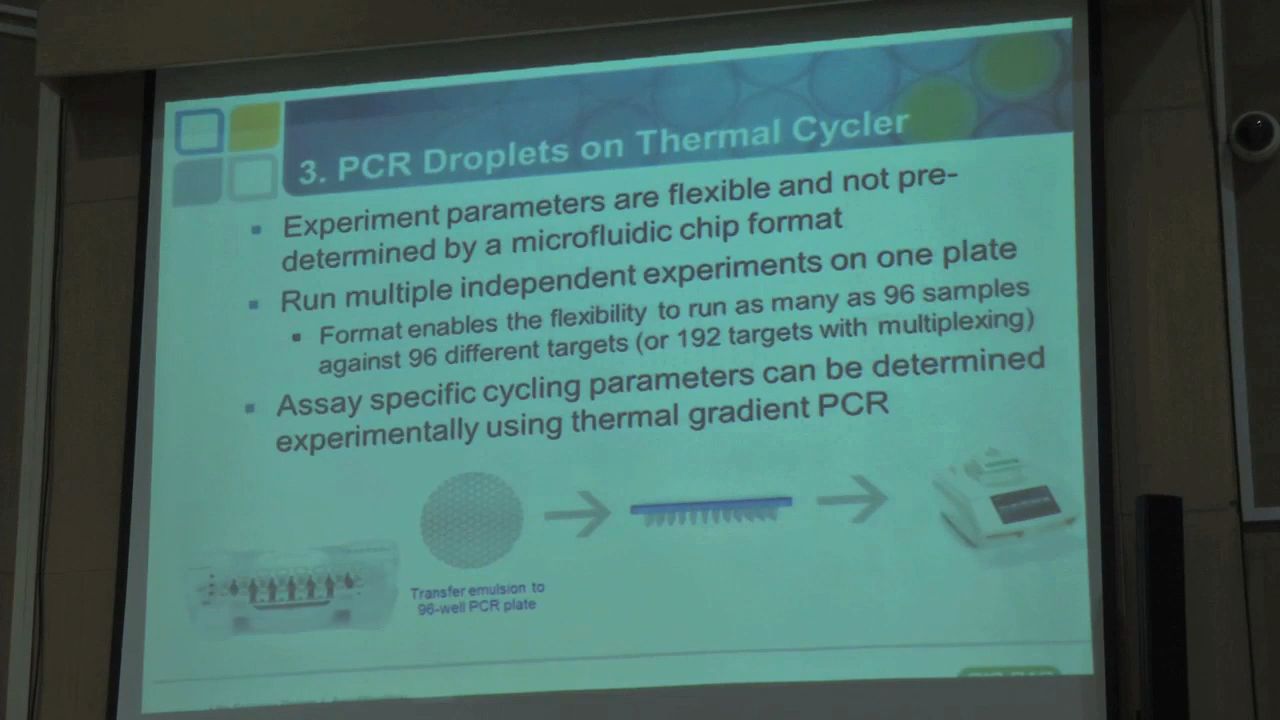 3. PCR Droplets on Thermal Cycler
Experiment parameters are flexible and not pre-
determined by a microfluidic chip format
Run multiple independent experiments on one plate
Format enables the flexibility to run as many as 96 samples
against 96 different targets (or 192 targets with multiplexing)
Assay specific cycling parameters can be determined
experimentally using thermal gradient PCR
Transfer emulsion to
96-well PCR plate